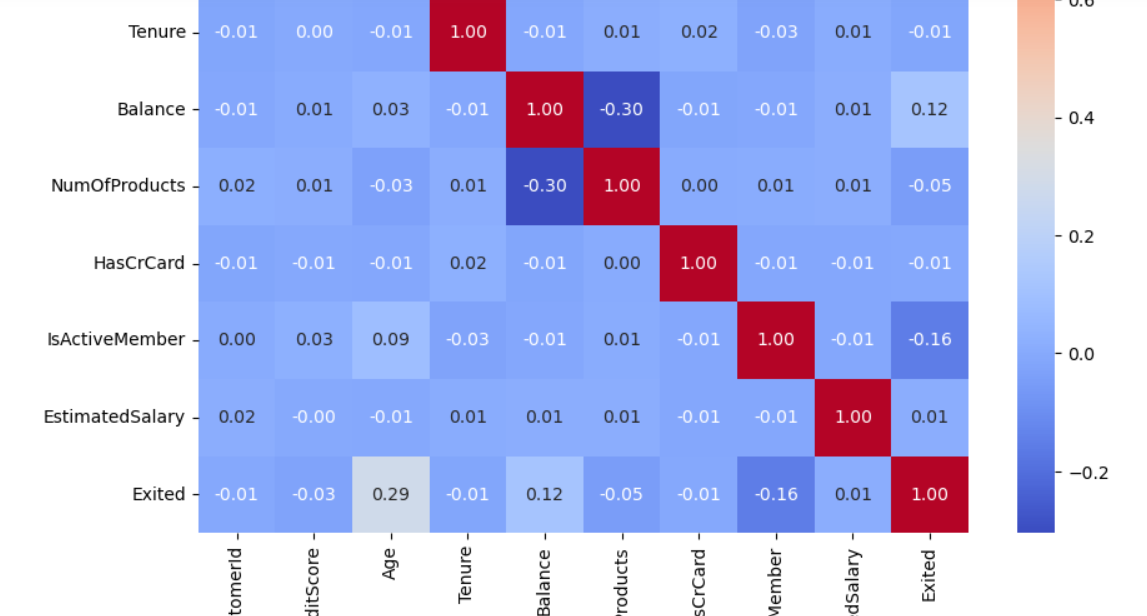 0.6
Tenure -0.01 0.00 -0.01 1.00 -0.01 0.01 0.02 -0.03 0.01 -0.01
Balance -0.01 0.01 0.03 -0.01 1.00 -0.30 -0.01 -0.01 0.01 0.12
0.4
NumOfProducts 0.02 0.01 -0.03 0.01 -0.30 1.00 0.00 0.01 0.01 -0.05
0.2
HasCrCard -0.01 -0.01 -0.01 0.02 -0.01 0.00 1.00 -0.01 -0.01 -0.01
IsActiveMember 0.00 0.03 0.09 -0.03 -0.01 0.01 -0.01 1.00 -0.01 -0.16
0.0
EstimatedSalary 0.02 -0.00 -0.01 0.01 0.01 0.01 -0.01 -0.01 1.00 0.01
−0.2
Exited -0.01 -0.03 0.29 -0.01 0.12 -0.05 -0.01 -0.16 0.01 1.00
tomerId
ditScore
Age
Tenure
Balance
roducts
sCrCard
Member
dSalary
Exited